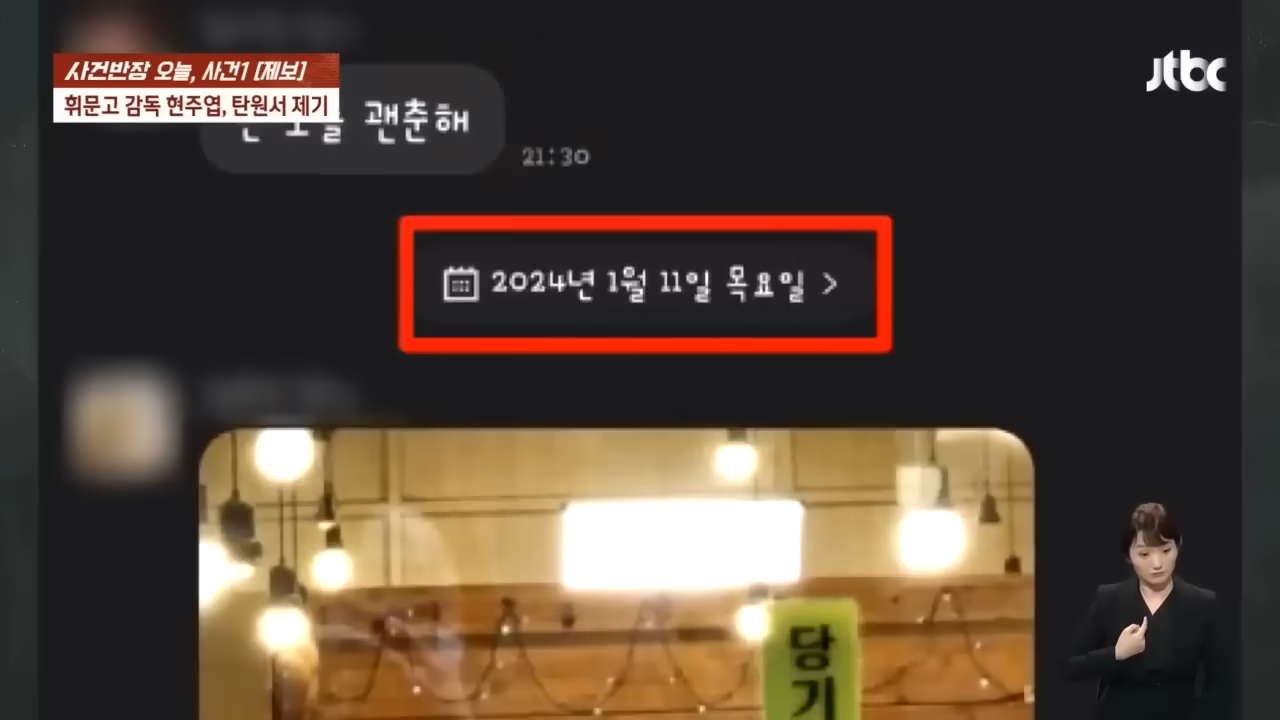 사건반장 오늘, 사건1 [제보]
jtbc
휘문고 감독 현주엽, 탄원서 제기
오늘 괜춘해
21:30
2024년 1월 11일 목요일 >
당기